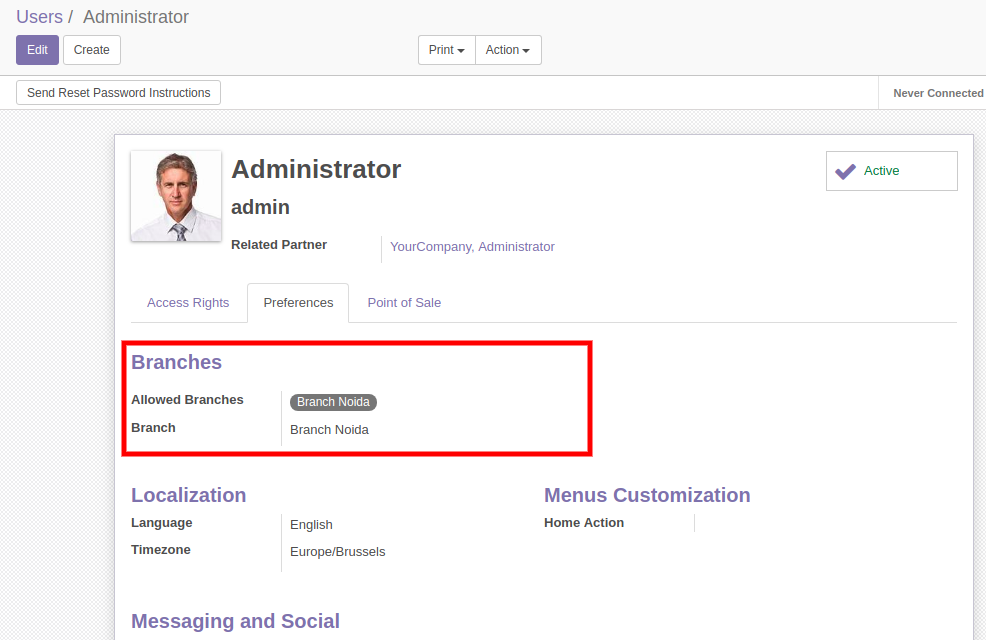 Users / Administrator
Edit Create Print Action
Send Reset Password Instructions Never Connected
Administrator
Active
admin
Related Partner YourCompany, Administrator
Access Rights Preferences Point of Sale
Branches
Allowed Branches Branch Noida
Branch Branch Noida
Localization Menus Customization
Language English Home Action
Timezone Europe/Brussels
Messaging and Social